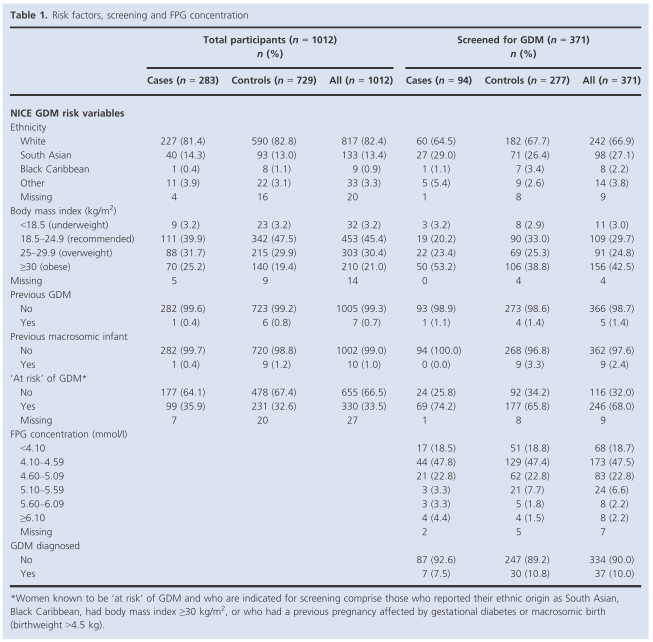 Table 1. Risk factors, screening and FPG concentration
Total participants (n = 1012) Screened for GDM (n = 371)
n (%) n (%)
Cases (n = 283) Controls (n = 729) All (n = 1012) Cases (n = 94) Controls (n = 277) All (n = 371)
NICE GDM risk variables
Ethnicity
White 227 (81.4) 590 (82.8) 817 (82.4) 60 (64.5) 182 (67.7) 242 (66.9)
South Asian 40 (14.3) 93 (13.0) 133 (13.4) 27 (29.0) 71 (26.4) 98 (27.1)
Black Caribbean 1 (0.4) 8 (1.1) 9 (0.9) 1 (1.1) 7 (3.4) 8 (2.2)
Other 11 (3.9) 22 (3.1) 33 (3.3) 5 (5.4) 9 (2.6) 14 (3.8)
Missing 4 16 20 1 8 9
Body mass index (kg/m²)
<18.5 (underweight) 9 (3.2) 23 (3.2) 32 (3.2) 3 (3.2) 8 (2.9) 11 (3.0)
18.5–24.9 (recommended) 111 (39.9) 342 (47.5) 453 (45.4) 19 (20.2) 90 (33.0) 109 (29.7)
25–29.9 (overweight) 88 (31.7) 215 (29.9) 303 (30.4) 22 (23.4) 69 (25.3) 91 (24.8)
≥30 (obese) 70 (25.2) 140 (19.4) 210 (21.0) 50 (53.2) 106 (38.8) 156 (42.5)
Missing 5 9 14 0 4 4
Previous GDM
No 282 (99.6) 723 (99.2) 1005 (99.3) 93 (98.9) 273 (98.6) 366 (98.7)
Yes 1 (0.4) 6 (0.8) 7 (0.7) 1 (1.1) 4 (1.4) 5 (1.4)
Previous macrosomic infant
No 282 (99.7) 720 (98.8) 1002 (99.0) 94 (100.0) 268 (96.8) 362 (97.6)
Yes 1 (0.4) 9 (1.2) 10 (1.0) 0 (0.0) 9 (3.3) 9 (2.4)
‘At risk’ of GDM*
No 177 (64.1) 478 (67.4) 655 (66.5) 24 (25.8) 92 (34.2) 116 (32.0)
Yes 99 (35.9) 231 (32.6) 330 (33.5) 69 (74.2) 177 (65.8) 246 (68.0)
Missing 7 20 27 1 8 9
FPG concentration (mmol/l)
<4.10 17 (18.5) 51 (18.8) 68 (18.7)
4.10–4.59 44 (47.8) 129 (47.4) 173 (47.5)
4.60–5.09 21 (22.8) 62 (22.8) 83 (22.8)
5.10–5.59 3 (3.3) 21 (7.7) 24 (6.6)
5.60–6.09 3 (3.3) 5 (1.8) 8 (2.2)
≥6.10 4 (4.4) 4 (1.5) 8 (2.2)
Missing 2 5 7
GDM diagnosed
No 87 (92.6) 247 (89.2) 334 (90.0)
Yes 7 (7.5) 30 (10.8) 37 (10.0)
*Women known to be ‘at risk’ of GDM and who are indicated for screening comprise those who reported their ethnic origin as South Asian,
Black Caribbean, had body mass index ≥30 kg/m², or who had a previous pregnancy affected by gestational diabetes or macrosomic birth
(birthweight >4.5 kg).